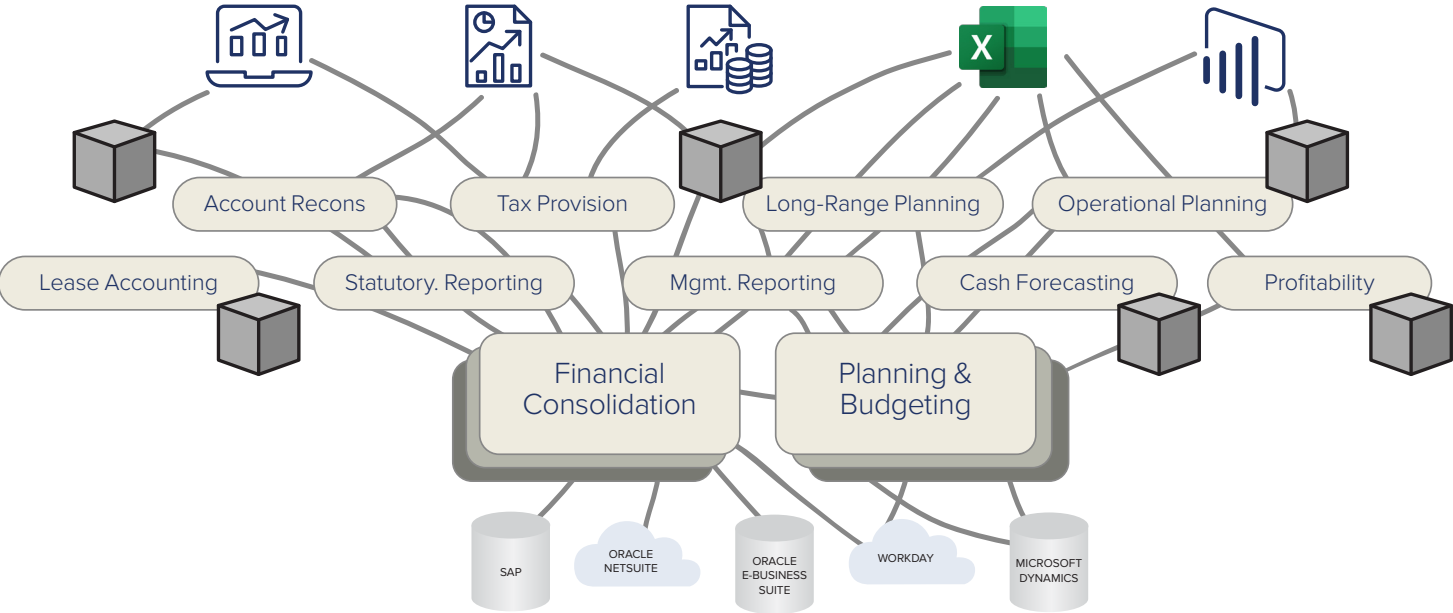 X
Account Recons
Tax Provision
Long-Range Planning
Operational Planning
Lease Accounting
Statutory. Reporting
Mgmt. Reporting
Cash Forecasting
Profitability
Financial
Consolidation
Planning &
Budgeting
SAP
ORACLE
NETSUITE
ORACLE
E-BUSINESS
SUITE
WORKDAY
MICROSOFT
DYNAMICS